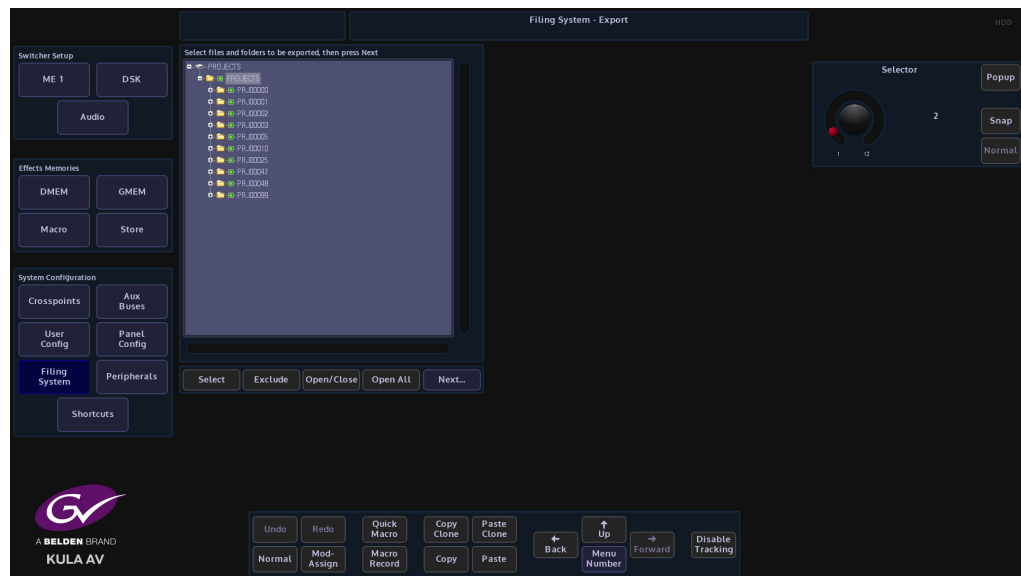 Filing System - Export
HDD
Switcher Setup
ME 1
DSK
Audio
Effects Memories
DMEM
GMEM
Macro
Store
System Configuration
Crosspoints
Aux
Buses
User
Config
Panel
Config
Filing
System
Peripherals
Shortcuts
Select files and folders to be exported, then press Next
PROJECTS
PROJECTS
PRJ00000
PRJ00001
PRJ00002
PRJ00003
PRJ00005
PRJ00010
PRJ00025
PRJ00047
PRJ00048
PRJ00099
Select
Exclude
Open/Close
Open All
Next...
Selector
2
1
12
Popup
Snap
Normal
GV
A BELDEN BRAND
KULA AV
Undo
Redo
Quick
Macro
Copy
Clone
Paste
Clone
Normal
Mod-
Assign
Macro
Record
Copy
Paste
← Back
↑ Up
Menu
Number
→ Forward
Disable
Tracking